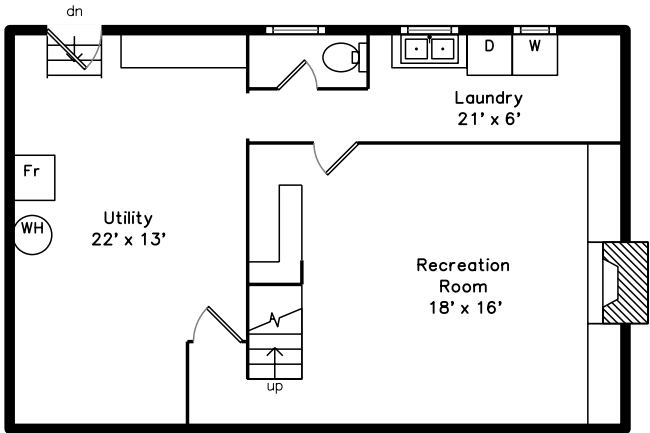 dn
D
W
Laundry
21' x 6'
Fr
WH
Utility
22' x 13'
Recreation
Room
18' x 16'
up